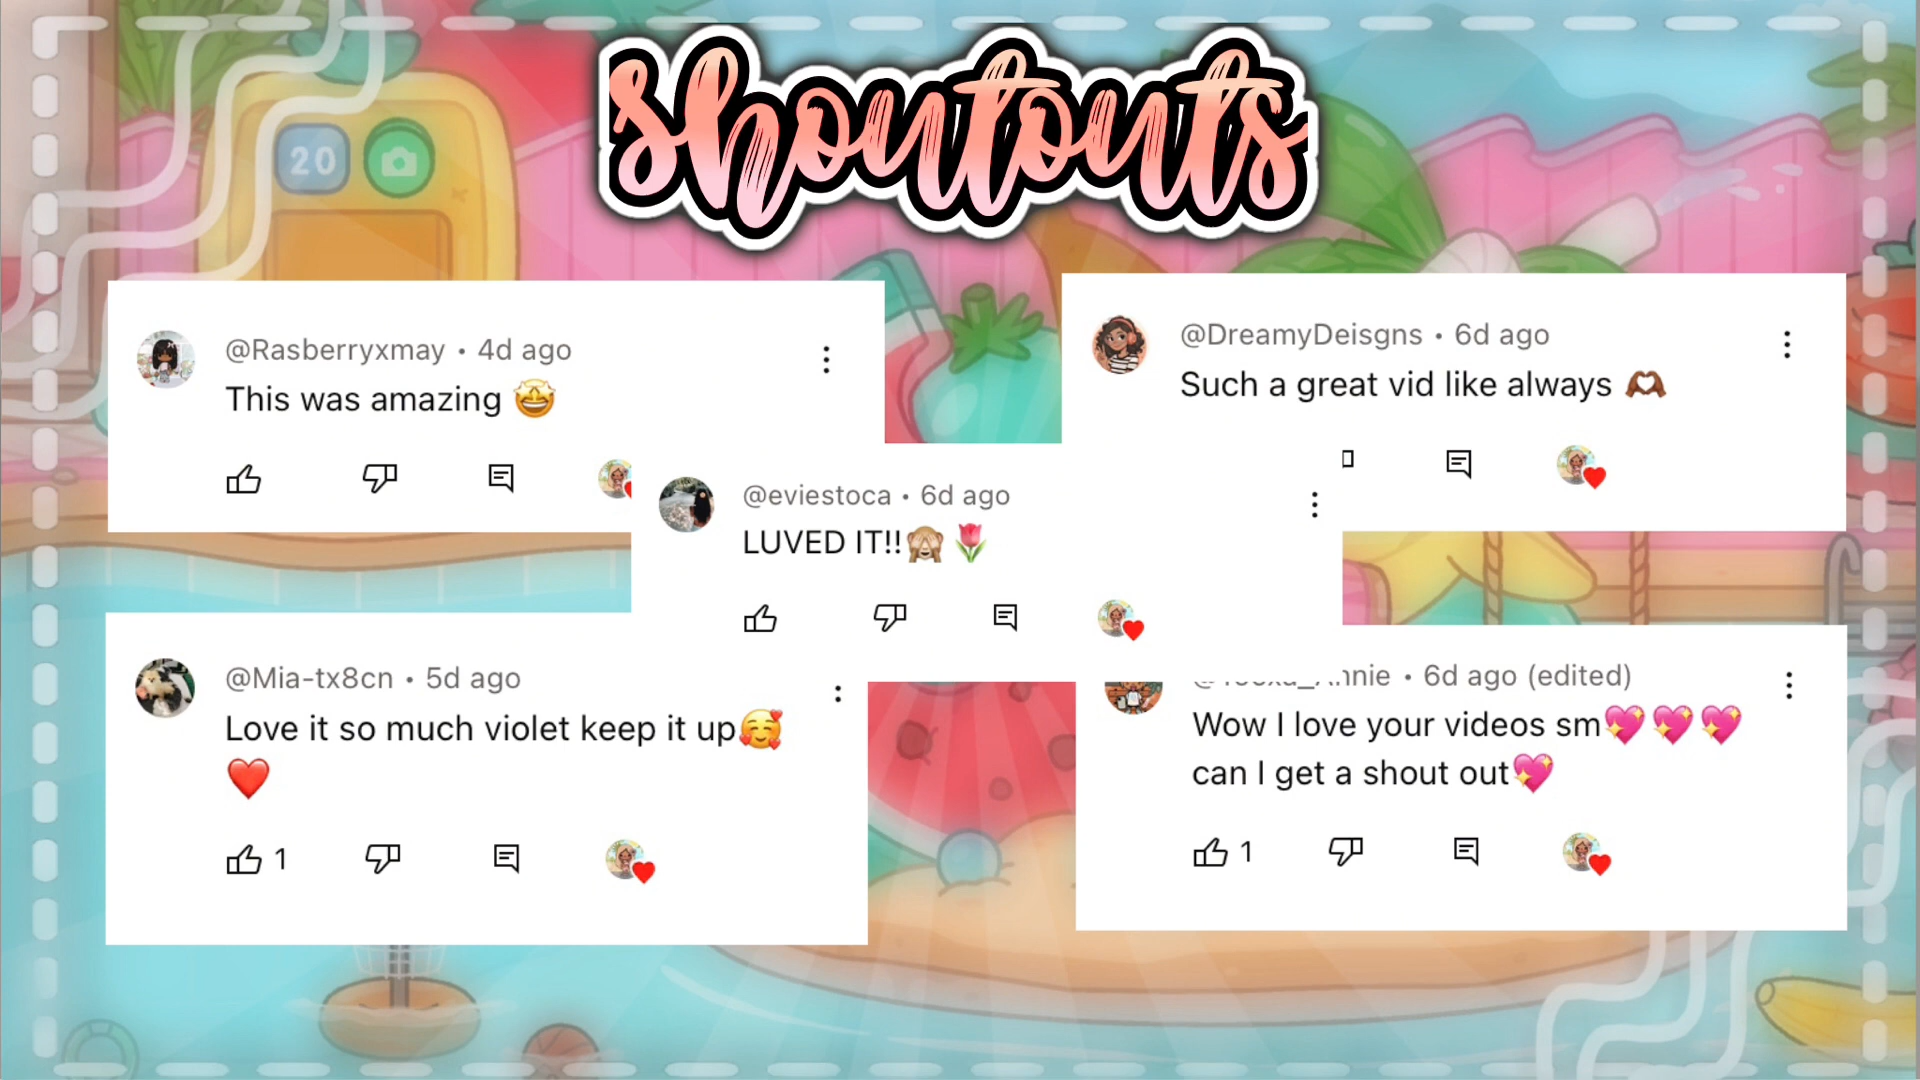 shoutouts
20
@Rasberryxmay • 4d ago
This was amazing 🤩
@DreamyDeisgns • 6d ago
Such a great vid like always 🫶🏾
@eviestoca • 6d ago
LUVED IT!!🙈🌷
@Mia-tx8cn • 5d ago
Love it so much violet keep it up🥰
❤️
1
• 6d ago (edited)
Wow I love your videos sm💖💖💖
can I get a shout out💖
1